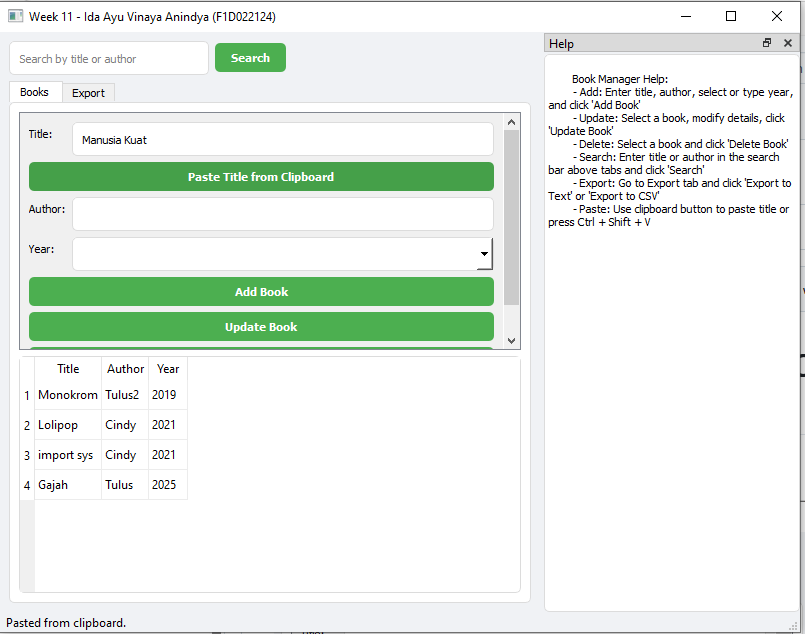 Week 11 - Ida Ayu Vinaya Anindya (F1D022124)
Search by title or author
Search
Books
Export
Title:
Manusia Kuat
Paste Title from Clipboard
Author:
Year:
Add Book
Update Book
Title Author Year
1 Monokrom Tulus2 2019
2 Lolipop Cindy 2021
3 import sys Cindy 2021
4 Gajah Tulus 2025
Help
Book Manager Help:
- Add: Enter title, author, select or type year,
and click 'Add Book'
- Update: Select a book, modify details, click
'Update Book'
- Delete: Select a book and click 'Delete Book'
- Search: Enter title or author in the search
bar above tabs and click 'Search'
- Export: Go to Export tab and click 'Export to
Text' or 'Export to CSV'
- Paste: Use clipboard button to paste title or
press Ctrl + Shift + V
Pasted from clipboard.